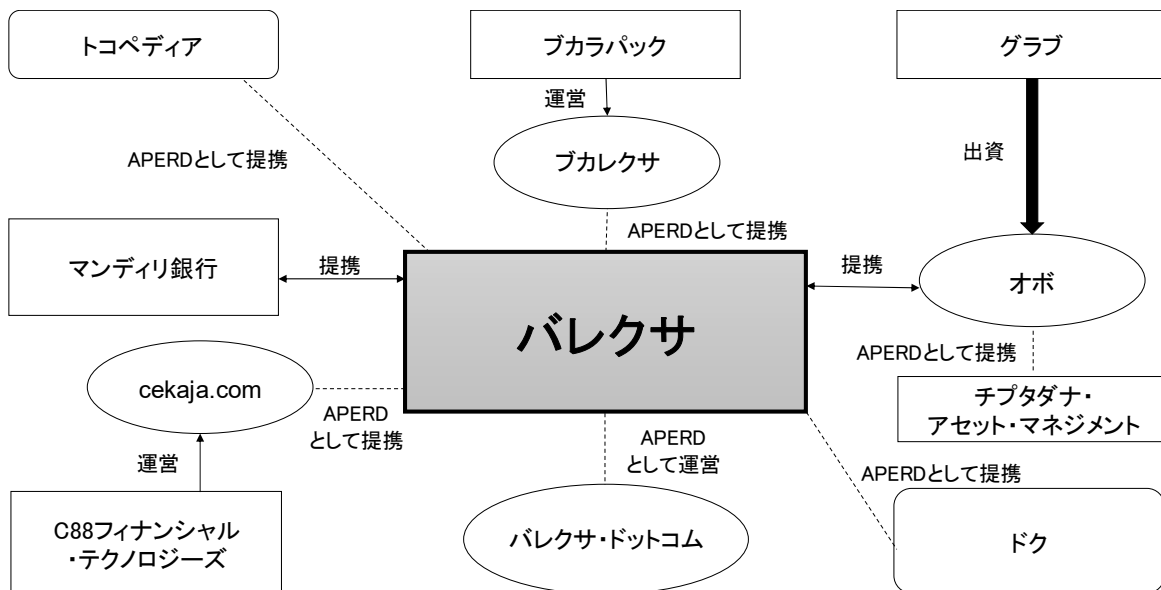 トコペディア
ブカラパック
グラブ
運営
ブカレクサ
出資
APERDとして提携
APERDとして提携
マンディリ銀行
提携
バレクサ
提携
オボ
APERDとして提携
cekaja.com
APERD
として提携
チプタダナ・
アセット・マネジメント
運営
APERD
として運営
APERDとして提携
C88フィナンシャル
・テクノロジーズ
バレクサ・ドットコム
ドク